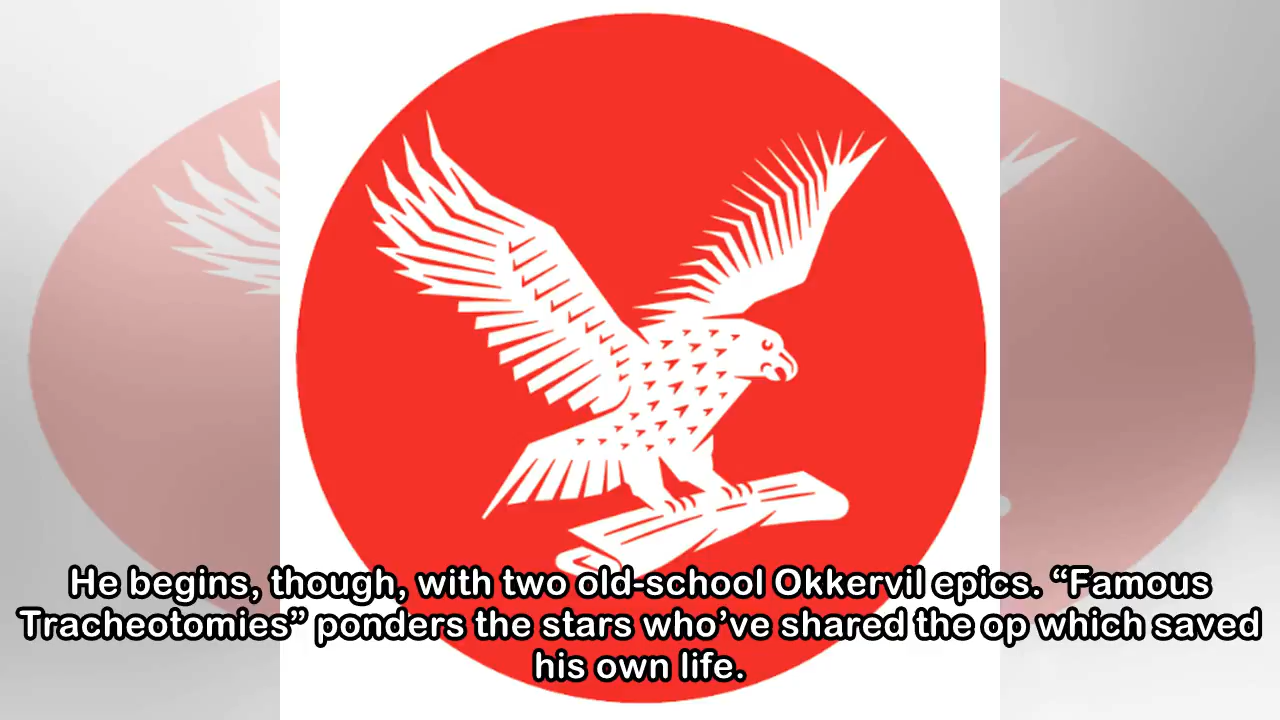 He begins, though, with two old-school Okkervil epics. “Famous
Tracheotomies” ponders the stars who’ve shared the op which saved
his own life.